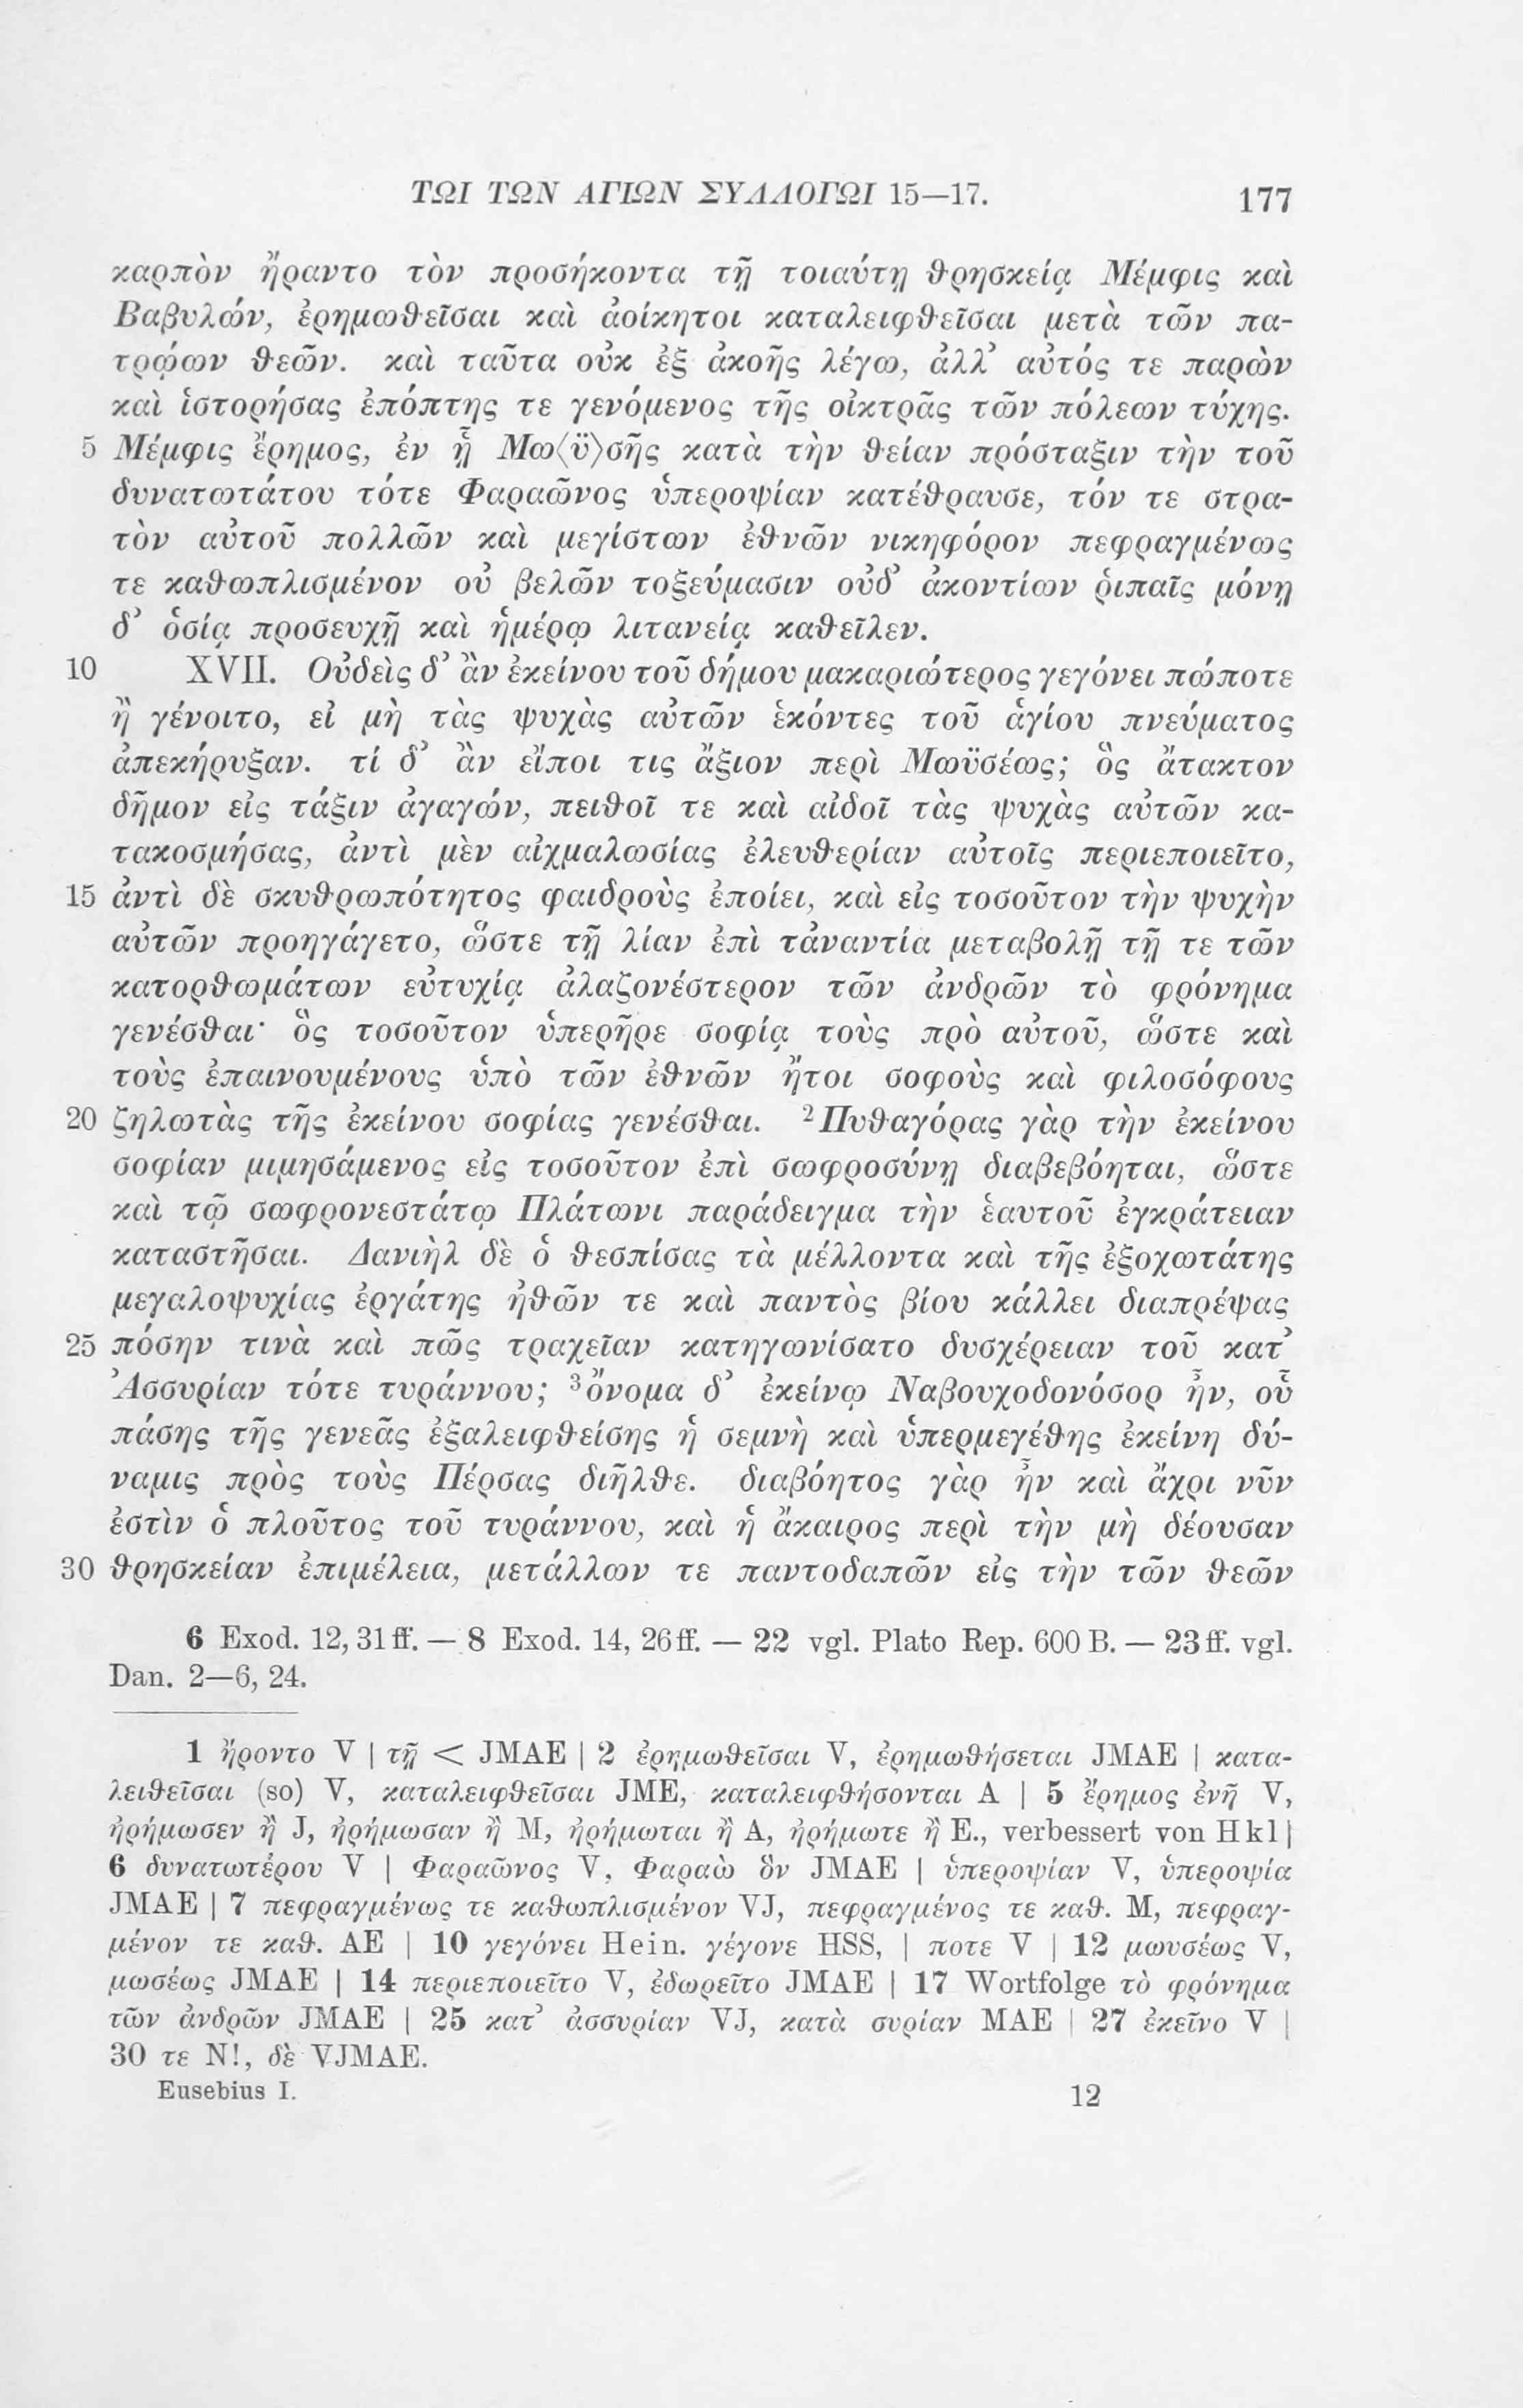 ΤΩΙ ΤΩΝ ΑΓΙΩΝ ΣΥΛΛΟΓΩΙ 15—17. 177
καρπὸν ἤραντο τὸν προσήκοντα τῇ τοιαύτῃ θρησκείᾳ Μέμφις καὶ
Βαβυλών, ἐρημωθεῖσαι καὶ ἀοίκητοι καταλειφθεῖσαι μετὰ τῶν πα-
τρῴων θεῶν. καὶ ταῦτα οὐκ ἐξ ἀκοῆς λέγω, ἀλλ’ αὐτός τε παρὼν
καὶ ἱστορήσας ἐπόπτης τε γενόμενος τῆς οἰκτρᾶς τῶν πόλεων τύχης.
5 Μέμφις ἔρημος, ἐν ᾗ Μω⟨ϋ⟩σῆς κατὰ τὴν θείαν πρόσταξιν τὴν τοῦ
δυνατωτάτου τότε Φαραῶνος ὑπεροψίαν κατέθραυσε, τόν τε στρα-
τὸν αὐτοῦ πολλῶν καὶ μεγίστων ἐθνῶν νικηφόρον πεφραγμένως
τε καθωπλισμένον οὐ βελῶν τοξεύμασιν οὐδ’ ἀκοντίων ῥιπαῖς μόνῃ
δ’ ὁσίᾳ προσευχῇ καὶ ἡμέρῳ λιτανείᾳ καθεῖλεν.
10 XVII. Οὐδεὶς δ’ ἂν ἐκείνου τοῦ δήμου μακαριώτερος γεγόνει πώποτε
ἢ γένοιτο, εἰ μὴ τὰς ψυχὰς αὐτῶν ἑκόντες τοῦ ἁγίου πνεύματος
ἀπεκήρυξαν. τί δ’ ἂν εἴποι τις ἄξιον περὶ Μωϋσέως; ὃς ἄτακτον
δῆμον εἰς τάξιν ἀγαγών, πειθοῖ τε καὶ αἰδοῖ τὰς ψυχὰς αὐτῶν κα-
τακοσμήσας, ἀντὶ μὲν αἰχμαλωσίας ἐλευθερίαν αὐτοῖς περιεποιεῖτο,
15 ἀντὶ δὲ σκυθρωπότητος φαιδροὺς ἐποίει, καὶ εἰς τοσοῦτον τὴν ψυχὴν
αὐτῶν προηγάγετο, ὥστε τῇ λίαν ἐπὶ τἀναντία μεταβολῇ τῇ τε τῶν
κατορθωμάτων εὐτυχίᾳ ἀλαζονέστερον τῶν ἀνδρῶν τὸ φρόνημα
γενέσθαι· ὃς τοσοῦτον ὑπερῆρε σοφίᾳ τοὺς πρὸ αὐτοῦ, ὥστε καὶ
τοὺς ἐπαινουμένους ὑπὸ τῶν ἐθνῶν ἤτοι σοφοὺς καὶ φιλοσόφους
20 ζηλωτὰς τῆς ἐκείνου σοφίας γενέσθαι. ²Πυθαγόρας γὰρ τὴν ἐκείνου
σοφίαν μιμησάμενος εἰς τοσοῦτον ἐπὶ σωφροσύνῃ διαβεβόηται, ὥστε
καὶ τῷ σωφρονεστάτῳ Πλάτωνι παράδειγμα τὴν ἑαυτοῦ ἐγκράτειαν
καταστῆσαι. Δανιὴλ δὲ ὁ θεσπίσας τὰ μέλλοντα καὶ τῆς ἐξοχωτάτης
μεγαλοψυχίας ἐργάτης ἠθῶν τε καὶ παντὸς βίου κάλλει διαπρέψας
25 πόσην τινὰ καὶ πῶς τραχεῖαν κατηγωνίσατο δυσχέρειαν τοῦ κατ’
Ἀσσυρίαν τότε τυράννου; ³ὄνομα δ’ ἐκείνῳ Ναβουχοδονόσορ ἦν, οὗ
πάσης τῆς γενεᾶς ἐξαλειφθείσης ἡ σεμνὴ καὶ ὑπερμεγέθης ἐκείνη δύ-
ναμις πρὸς τοὺς Πέρσας διῆλθε. διαβόητος γὰρ ἦν καὶ ἄχρι νῦν
ἐστὶν ὁ πλοῦτος τοῦ τυράννου, καὶ ἡ ἄκαιρος περὶ τὴν μὴ δέουσαν
30 θρησκείαν ἐπιμέλεια, μετάλλων τε παντοδαπῶν εἰς τὴν τῶν θεῶν
6 Exod. 12, 31 ff. — 8 Exod. 14, 26 ff. — 22 vgl. Plato Rep. 600 B. — 23 ff. vgl.
Dan. 2—6, 24.
1 ἤροντο V | τῇ < JMAE | 2 ἐρημωθεῖσαι V, ἐρημωθήσεται JMAE | κατα-
λειθεῖσαι (so) V, καταλειφθεῖσαι JME, καταλειφθήσονται A | 5 ἔρημος ἐνῇ V,
ἠρήμωσεν ἢ J, ἠρήμωσαν ἢ M, ἠρήμωται ἢ A, ἠρήμωτε ἢ E., verbessert von Hkl |
6 δυνατωτέρου V | Φαραῶνος V, Φαραὼ ὃν JMAE | ὑπεροψίαν V, ὑπεροψία
JMAE | 7 πεφραγμένως τε καθωπλισμένον VJ, πεφραγμένος τε καθ. M, πεφραγ-
μένον τε καθ. AE | 10 γεγόνει Hein. γέγονε HSS, | ποτε V | 12 μωυσέως V,
μωσέως JMAE | 14 περιεποιεῖτο V, ἐδωρεῖτο JMAE | 17 Wortfolge τὸ φρόνημα
τῶν ἀνδρῶν JMAE | 25 κατ’ ἀσσυρίαν VJ, κατὰ συρίαν MAE | 27 ἐκεῖνο V |
30 τε N!, δὲ VJMAE.
Eusebius I. 12